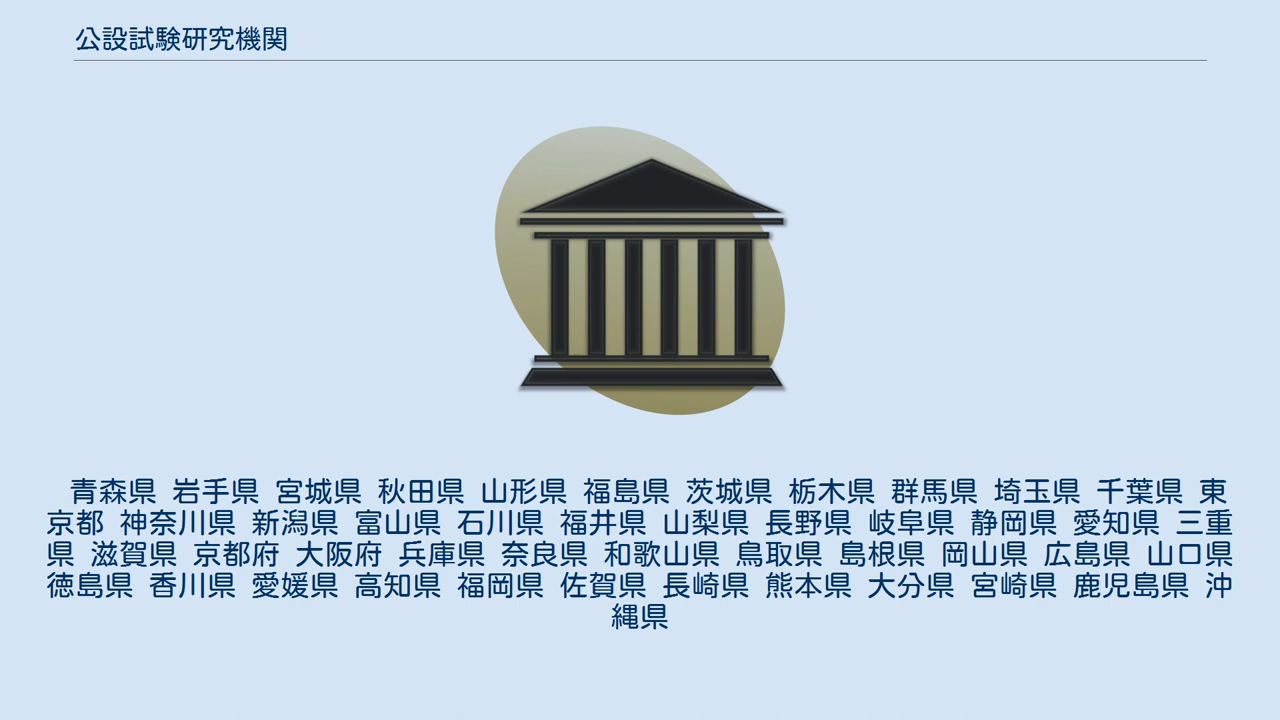 公設試験研究機関
青森県 岩手県 宮城県 秋田県 山形県 福島県 茨城県 栃木県 群馬県 埼玉県 千葉県 東
京都 神奈川県 新潟県 富山県 石川県 福井県 山梨県 長野県 岐阜県 静岡県 愛知県 三重
県 滋賀県 京都府 大阪府 兵庫県 奈良県 和歌山県 鳥取県 島根県 岡山県 広島県 山口県
徳島県 香川県 愛媛県 高知県 福岡県 佐賀県 長崎県 熊本県 大分県 宮崎県 鹿児島県 沖
縄県